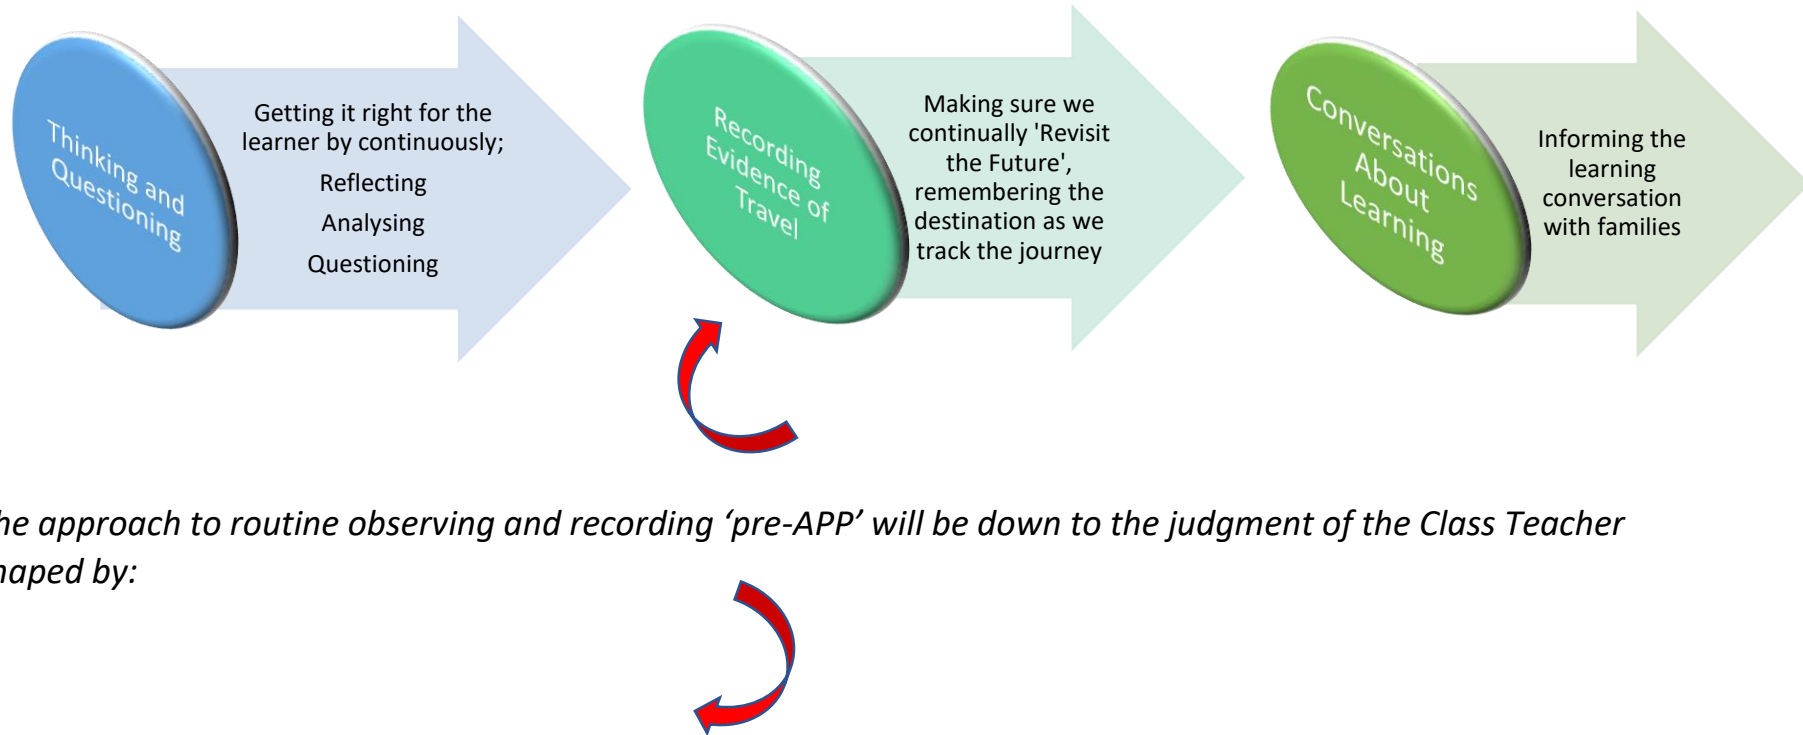 Thinking and
Questioning
Getting it right for the
learner by continuously;
Reflecting
Analysing
Questioning
Recording
Evidence of
Travel
Making sure we
continually 'Revisit
the Future',
remembering the
destination as we
track the journey
Conversations
About
Learning
Informing the
learning
conversation
with families
he approach to routine observing and recording ‘pre-APP’ will be down to the judgment of the Class Teacher
haped by: